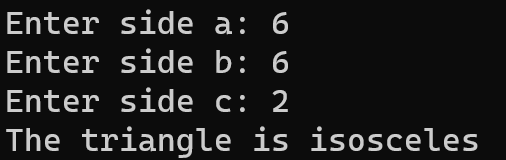 Enter side a: 6
Enter side b: 6
Enter side c: 2
The triangle is isosceles